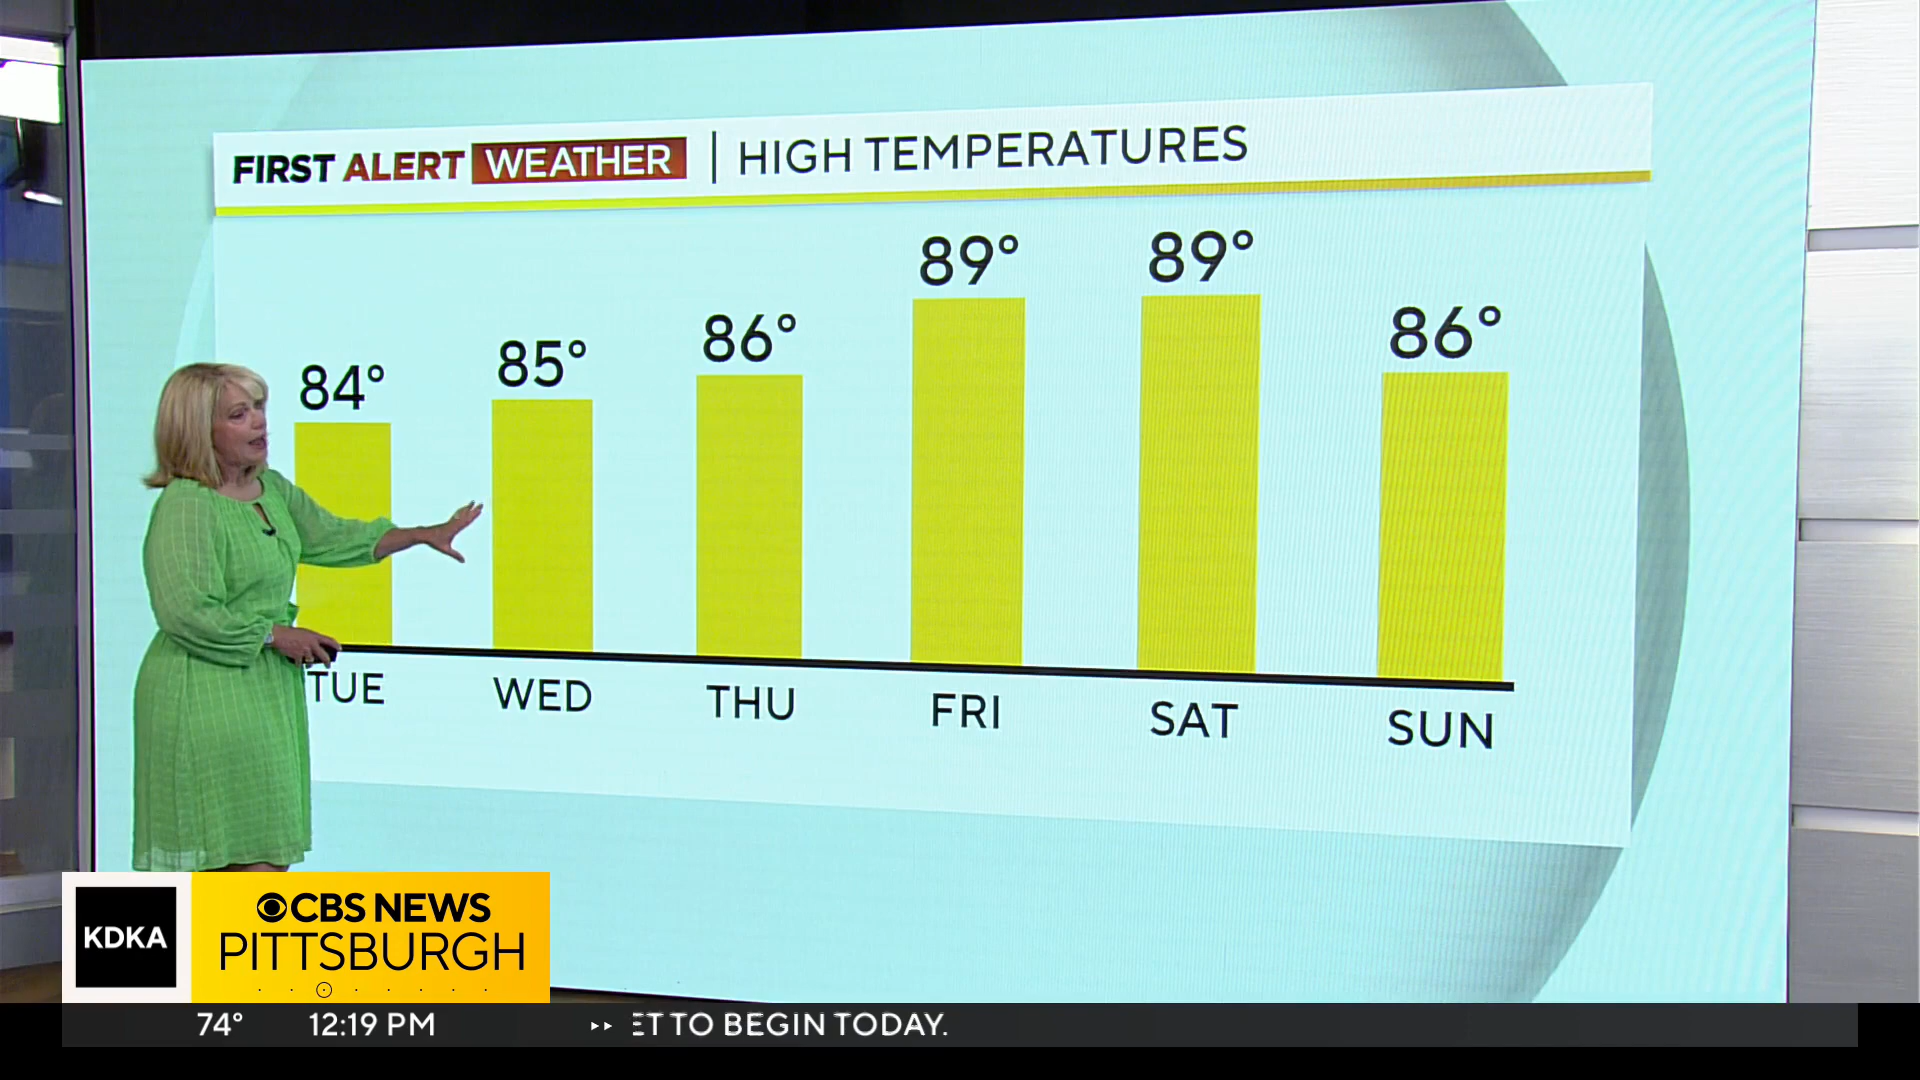 FIRST ALERT WEATHER | HIGH TEMPERATURES
84° 85° 86° 89° 89° 86°
TUE WED THU FRI SAT SUN
KDKA
CBS NEWS
PITTSBURGH
74° 12:19 PM ET TO BEGIN TODAY.